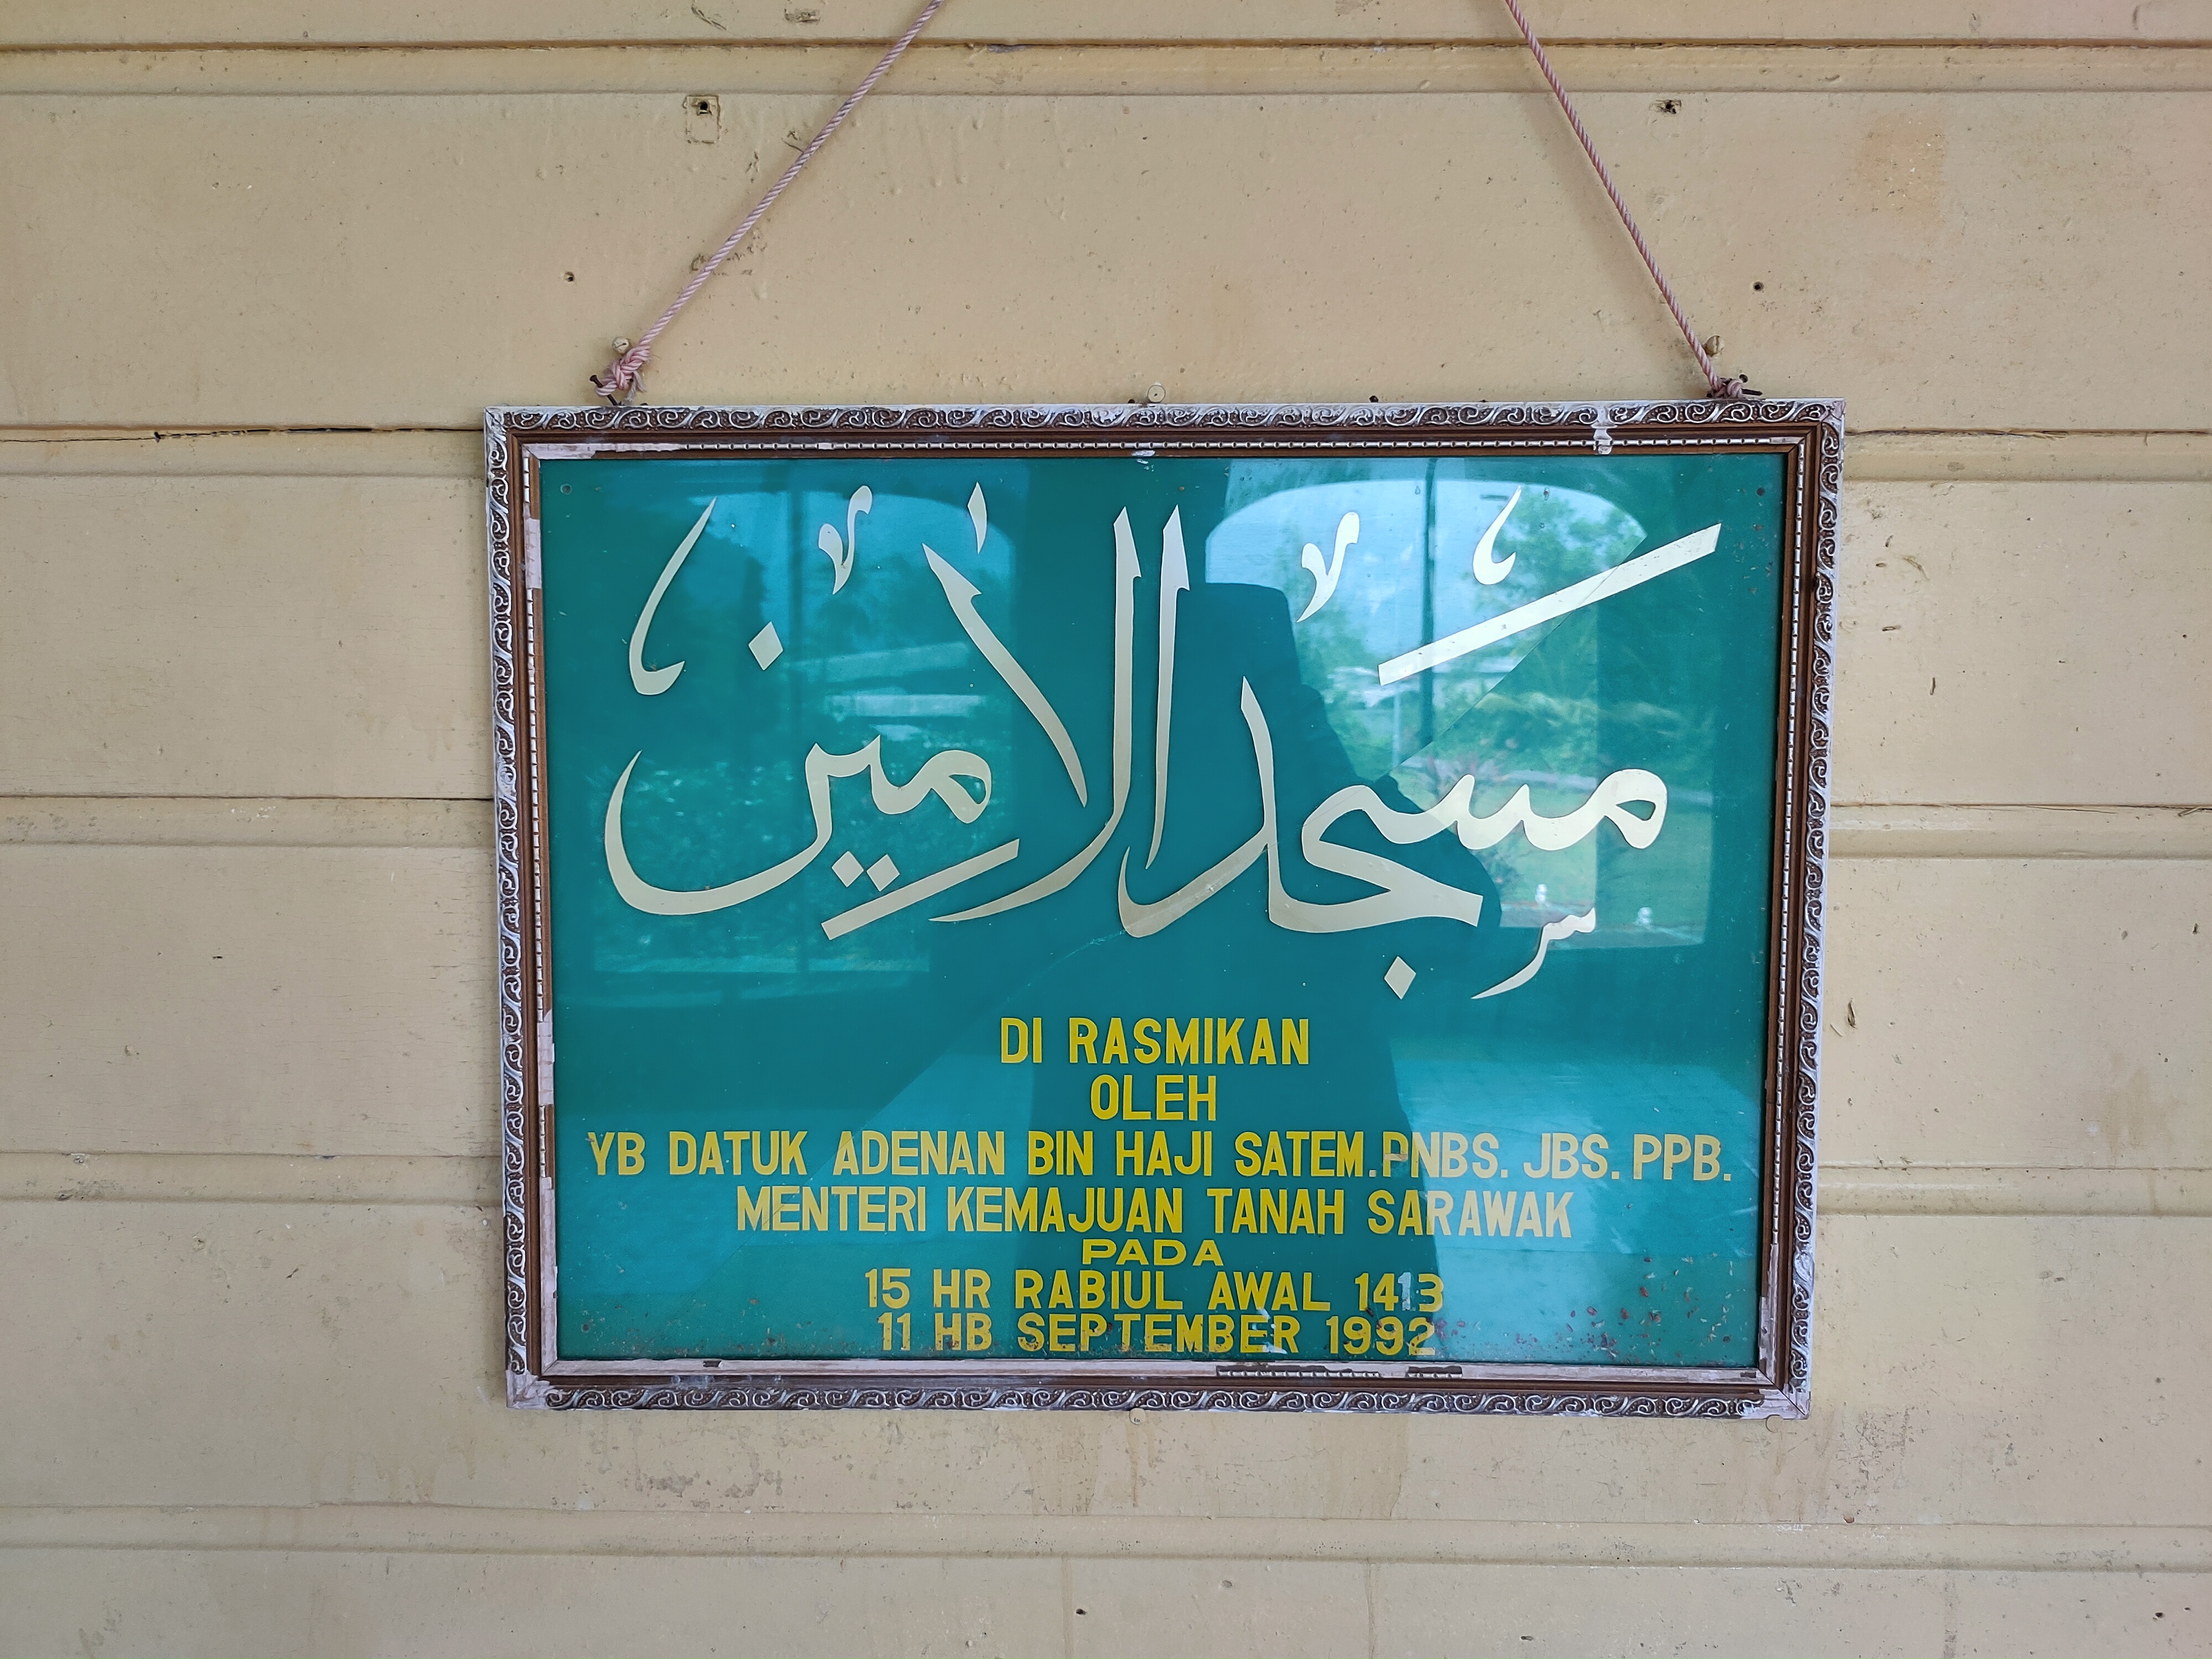 مسجد الامين
DI RASMIKAN
OLEH
YB DATUK ADENAN BIN HAJI SATEM.PNBS. JBS. PPB.
MENTERI KEMAJUAN TANAH SARAWAK
PADA
15 HR RABIUL AWAL 1413
11 HB SEPTEMBER 1992